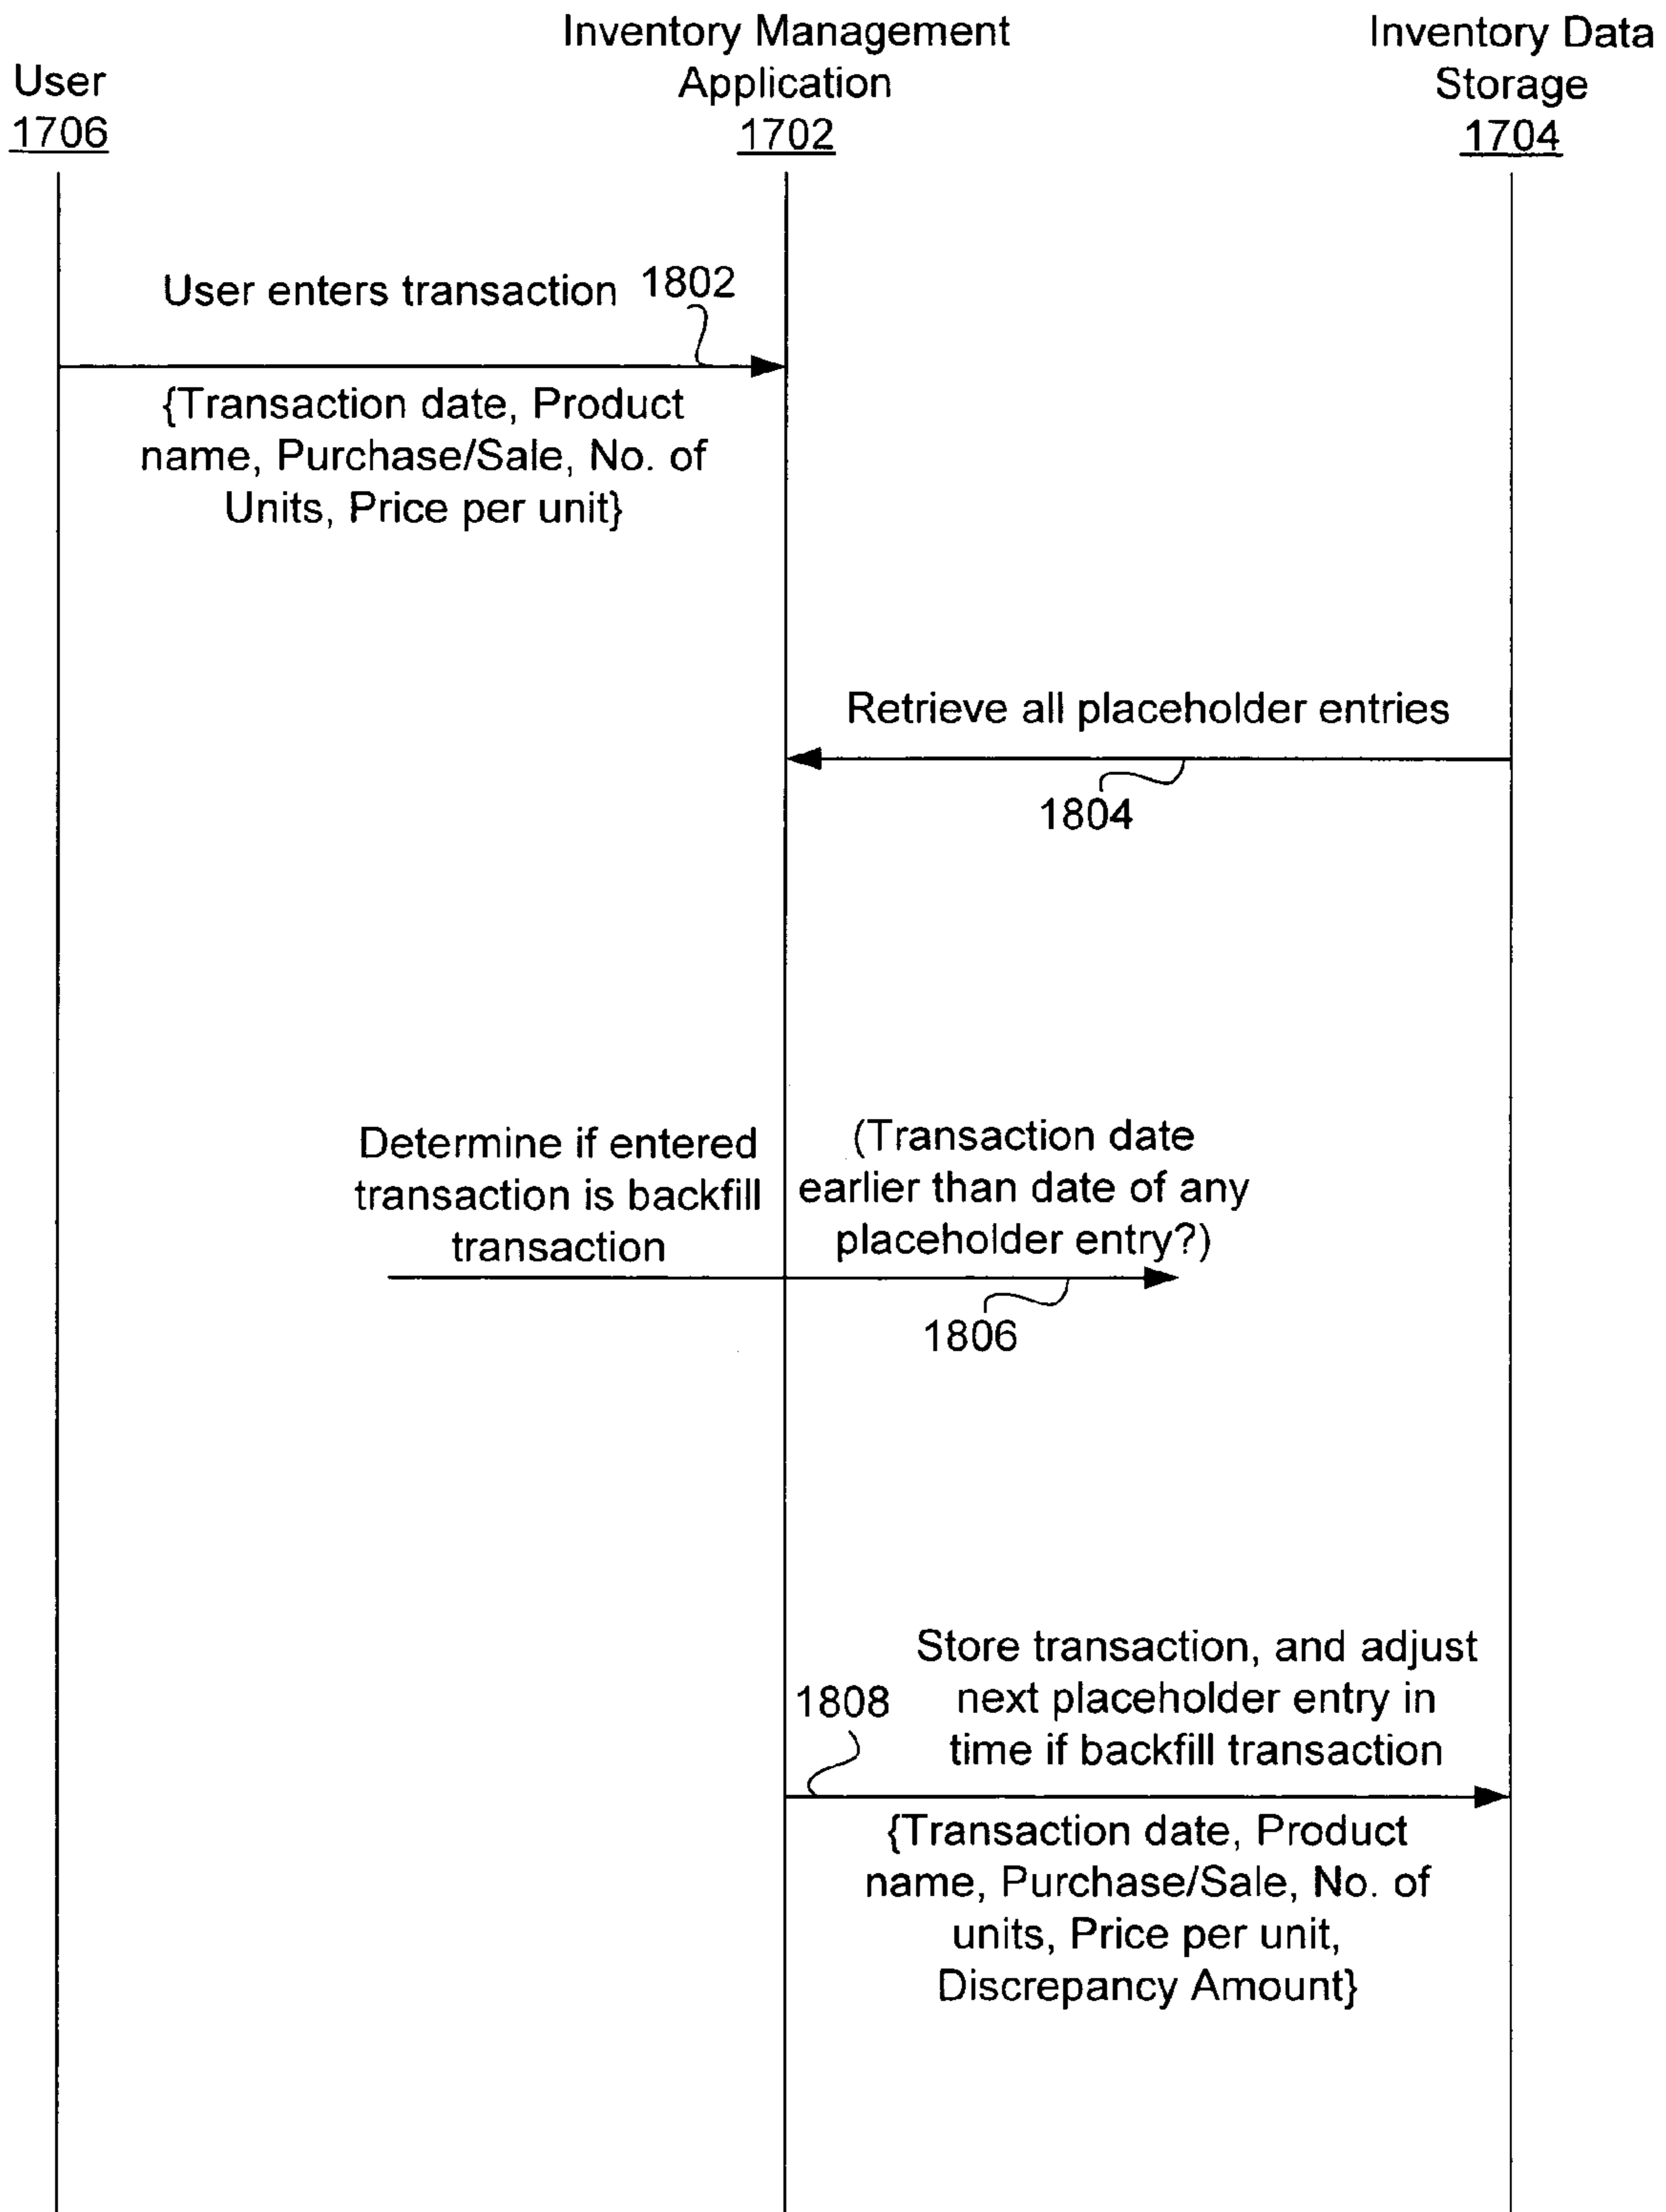 User
1706
Inventory Management
Application
1702
Inventory Data
Storage
1704
User enters transaction 1802
{Transaction date, Product
name, Purchase/Sale, No. of
Units, Price per unit}
Retrieve all placeholder entries
1804
Determine if entered
transaction is backfill
transaction
(Transaction date
earlier than date of any
placeholder entry?)
1806
Store transaction, and adjust
next placeholder entry in
time if backfill transaction
1808
{Transaction date, Product
name, Purchase/Sale, No. of
units, Price per unit,
Discrepancy Amount}